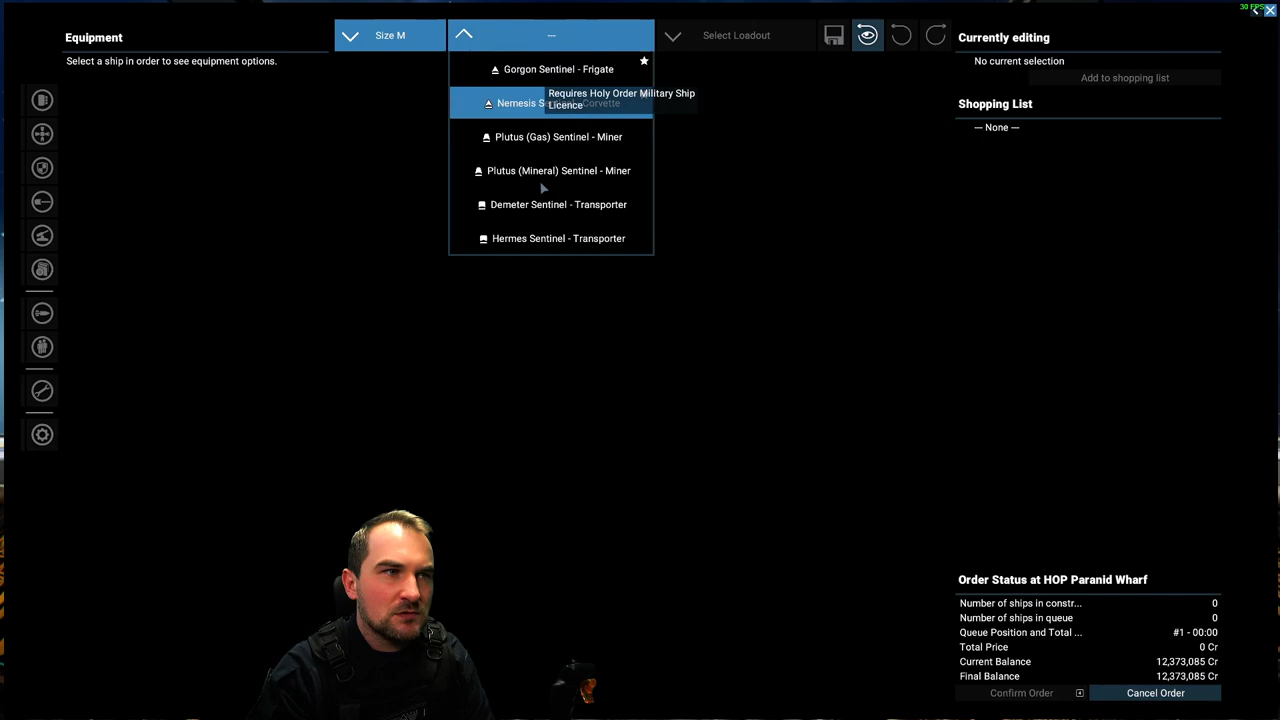 30 FPS
Equipment
Select a ship in order to see equipment options.
Size M
---
Select Loadout
Gorgon Sentinel - Frigate
Requires Holy Order Military Ship
Licence
Nemesis Se Corvette
Plutus (Gas) Sentinel - Miner
Plutus (Mineral) Sentinel - Miner
Demeter Sentinel - Transporter
Hermes Sentinel - Transporter
Currently editing
No current selection
Add to shopping list
Shopping List
--- None ---
Order Status at HOP Paranid Wharf
Number of ships in constr... 0
Number of ships in queue 0
Queue Position and Total ... #1 - 00:00
Total Price 0 Cr
Current Balance 12,373,085 Cr
Final Balance 12,373,085 Cr
Confirm Order
Cancel Order